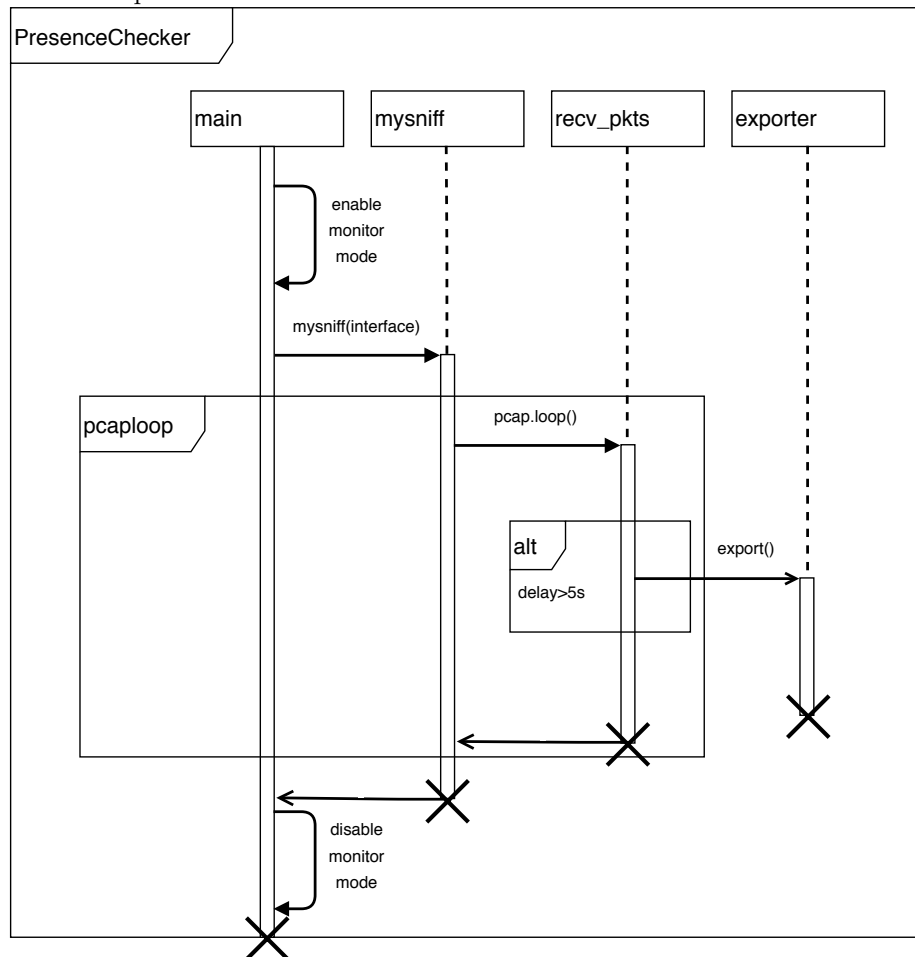 PresenceChecker
main
mysniff
recv_pkts
exporter
enable
monitor
mode
mysniff(interface)
pcaploop
pcap.loop()
alt
export()
delay>5s
disable
monitor
mode